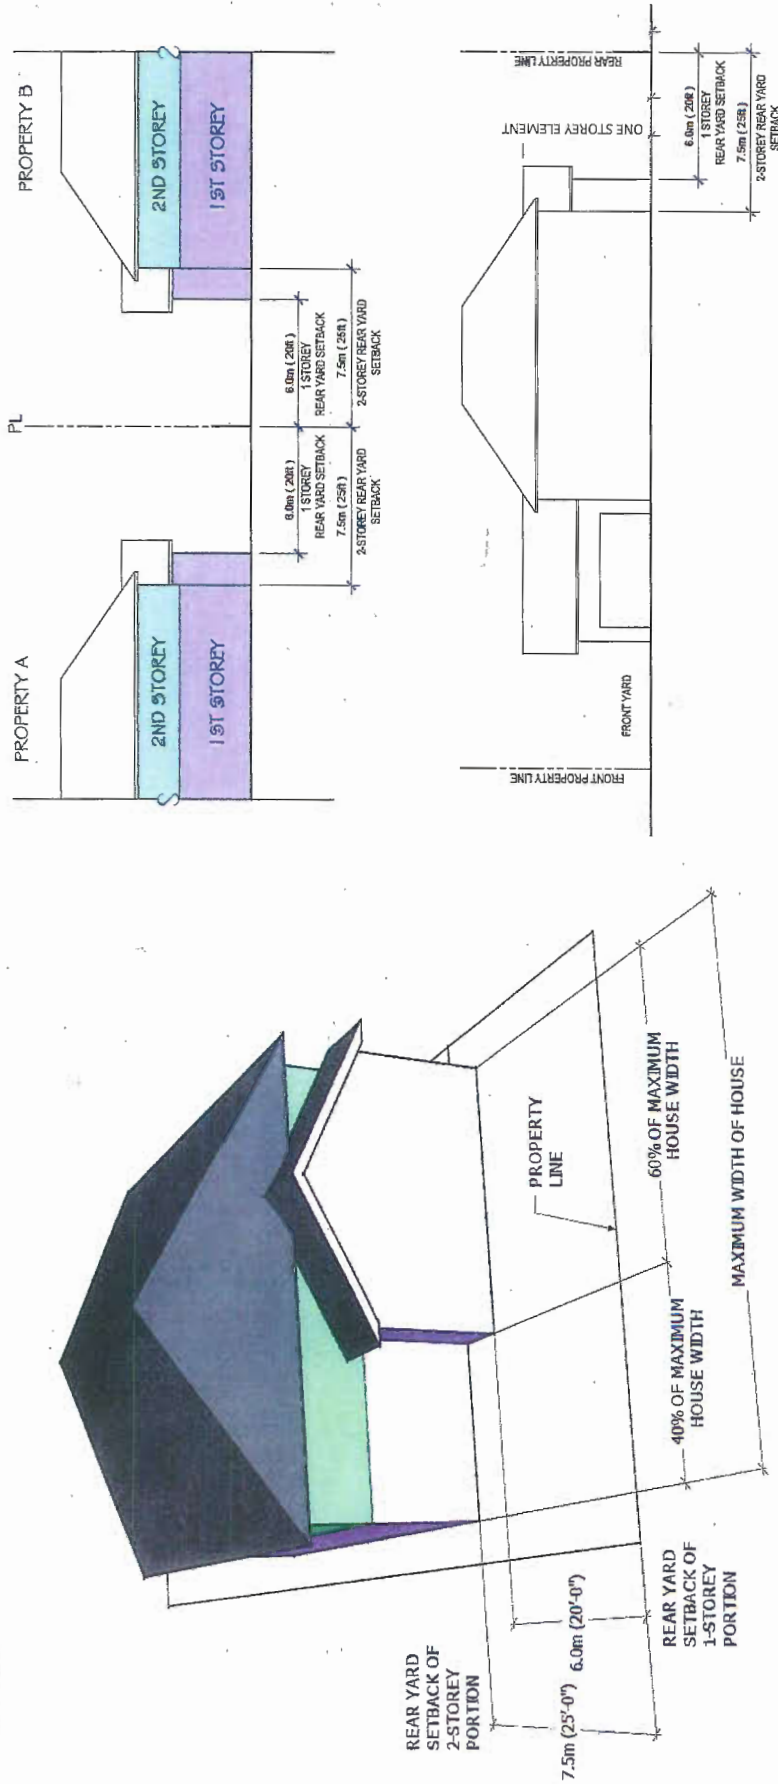 PROPERTY A
PL
PROPERTY B
2ND STOREY
1ST STOREY
2ND STOREY
1ST STOREY
6.0m ( 20ft )
1 STOREY
REAR YARD SETBACK
7.5m ( 25ft )
2-STOREY REAR YARD
SETBACK
6.0m ( 20ft )
1 STOREY
REAR YARD SETBACK
7.5m ( 25ft )
2-STOREY REAR YARD
SETBACK
FRONT PROPERTY LINE
FRONT YARD
ONE STOREY ELEMENT
REAR PROPERTY LINE
6.0m ( 20ft )
1 STOREY
REAR YARD SETBACK
7.5m ( 25ft )
2-STOREY REAR YARD
SETBACK
REAR YARD
SETBACK OF
2-STOREY
PORTION
7.5m (25'-0")
6.0m (20'-0")
REAR YARD
SETBACK OF
1-STOREY
PORTION
PROPERTY
LINE
40% OF MAXIMUM
HOUSE WIDTH
60% OF MAXIMUM
HOUSE WIDTH
MAXIMUM WIDTH OF HOUSE